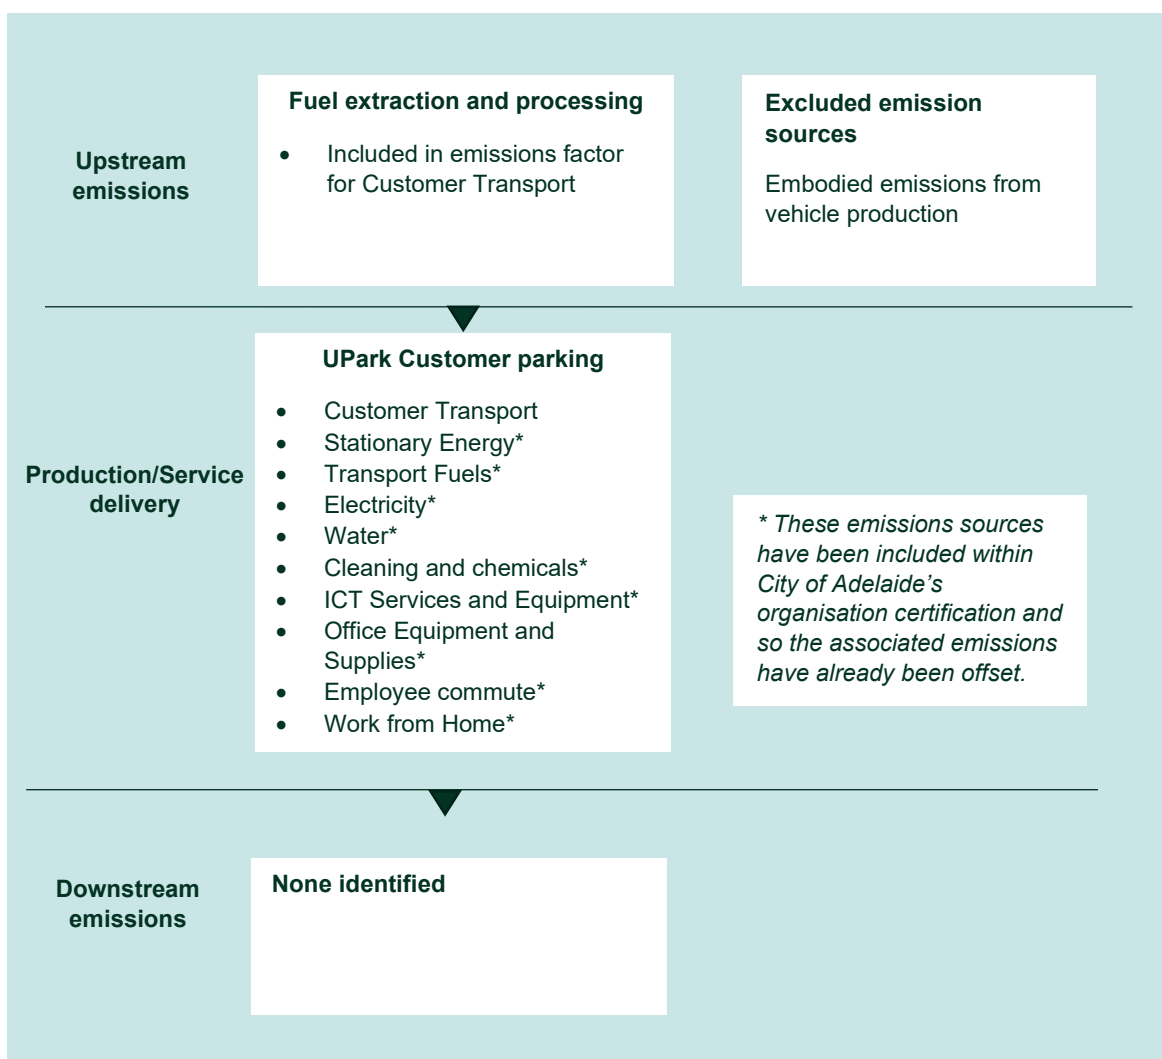 Upstream
emissions
Fuel extraction and processing
• Included in emissions factor
for Customer Transport
Excluded emission
sources
Embodied emissions from
vehicle production
Production/Service
delivery
UPark Customer parking
• Customer Transport
• Stationary Energy*
• Transport Fuels*
• Electricity*
• Water*
• Cleaning and chemicals*
• ICT Services and Equipment*
• Office Equipment and
Supplies*
• Employee commute*
• Work from Home*
* These emissions sources
have been included within
City of Adelaide’s
organisation certification and
so the associated emissions
have already been offset.
Downstream
emissions
None identified